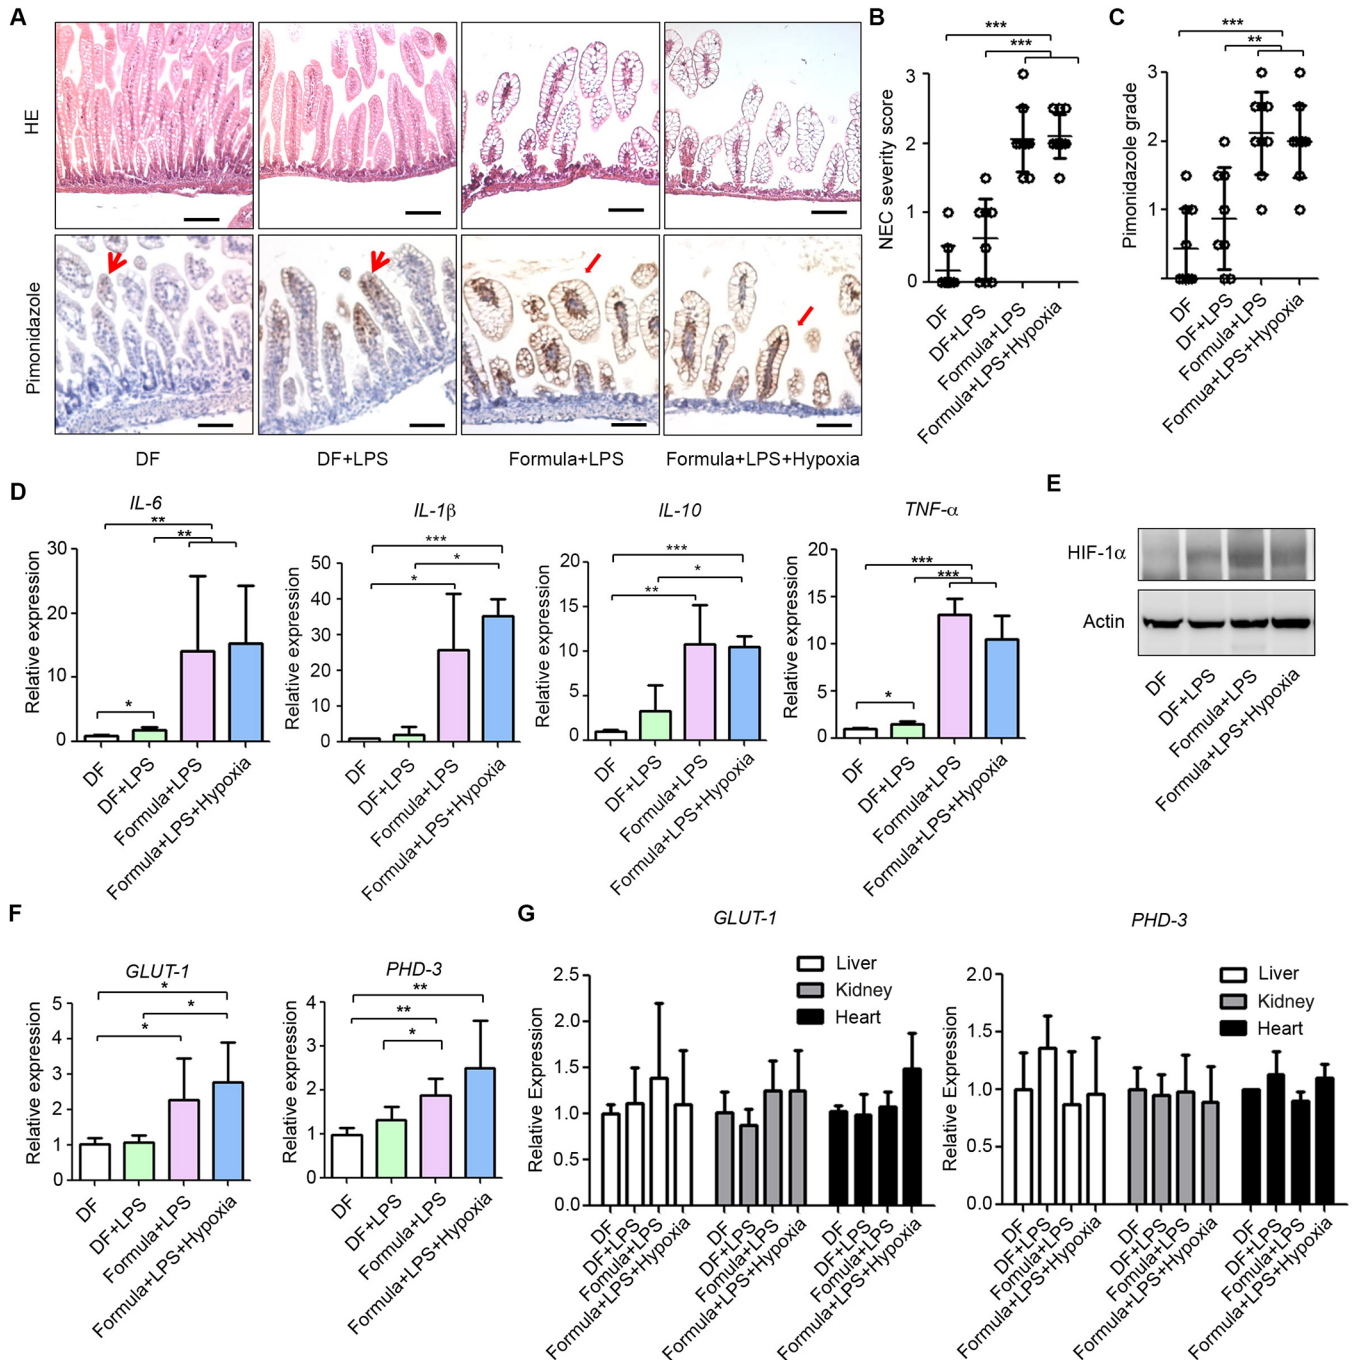 A
HE
Pimonidazole
DF
DF+LPS
Formula+LPS
Formula+LPS+Hypoxia
B
***
***
NEC severity score
3
2
1
0
DF
DF+LPS
Fomula+LPS
Fomula+LPS+Hypoxia
C
***
**
Pimonidazole grade
3
2
1
DF
DF+LPS
Formula+LPS
Formua+LPS+Hypoxia
D
IL-6
**
**
*
Relative expression
30
20
10
0
DF
DF+LPS
Formula+LPS
Formula+LPS+Hypoxia
IL-1β
***
*
*
Relative expression
50
40
30
20
10
0
DF
DF+LPS
Formula+LPS
Formula+LPS+Hypoxia
IL-10
***
*
**
Relative expression
20
15
10
5
0
DF
DF+LPS
Formula+LPS
Formula+LPS+Hypoxia
TNF-α
***
***
*
Relative expression
20
15
10
5
0
DF
DF+LPS
Formula+LPS
Formula+LPS+Hypoxia
E
HIF-1α
Actin
DF
DF+LPS
Formula+LPS
Formula+LPS+Hypoxia
F
GLUT-1
*
*
*
Relative expression
5
4
3
2
1
0
DF
DF+LPS
Formula+LPS
Formula+LPS+Hypoxia
PHD-3
**
**
*
Relative expression
4
3
2
1
0
DF
DF+LPS
Formula+LPS
Formula+LPS+Hypoxia
G
GLUT-1
Liver
Kidney
Heart
Relative Expression
2.5
2.0
1.5
1.0
0.5
0.0
DF
DF+LPS
Fomula+LPS
Formula+LPS+Hypoxia
DF
DF+LPS
Fomula+LPS
Formula+LPS+Hypoxia
DF
DF+LPS
Fomula+LPS
Formula+LPS+Hypoxia
PHD-3
Liver
Kidney
Heart
Relative Expression
2.0
1.5
1.0
0.5
0.0
DF
DF+LPS
Fomula+LPS
Formula+LPS+Hypoxia
DF
DF+LPS
Fomula+LPS
Formula+LPS+Hypoxia
DF
DF+LPS
Fomula+LPS
Formula+LPS+Hypoxia